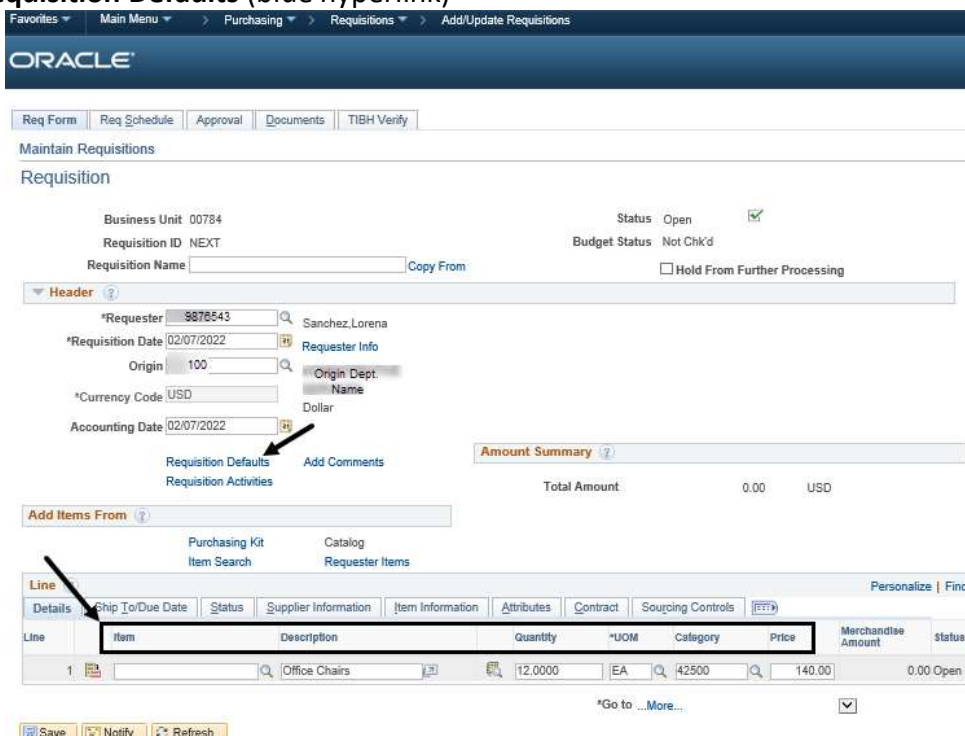 quisition Defaults (blue hyperlink)
Favorites Main Menu > Purchasing > Requisitions > Add/Update Requisitions
ORACLE
Req Form Req Schedule Approval Documents TIBH Verify
Maintain Requisitions
Requisition
Business Unit 00784 Status Open
Requisition ID NEXT Budget Status Not Chk'd
Requisition Name Copy From Hold From Further Processing
Header
*Requester 9876543 Sanchez,Lorena
*Requisition Date 02/07/2022 Requester Info
Origin 100 Origin Dept. Name
*Currency Code USD Dollar
Accounting Date 02/07/2022
Requisition Defaults Add Comments Amount Summary
Requisition Activities Total Amount 0.00 USD
Add Items From
Purchasing Kit Catalog
Item Search Requester Items
Line Personalize | Find
Details Ship To/Due Date Status Supplier Information Item Information Attributes Contract Sourcing Controls
Line Item Description Quantity *UOM Category Price Merchandise Amount Status
1 Office Chairs 12.0000 EA 42500 140.00 0.00 Open
*Go to ...More...
Save Notify Refresh